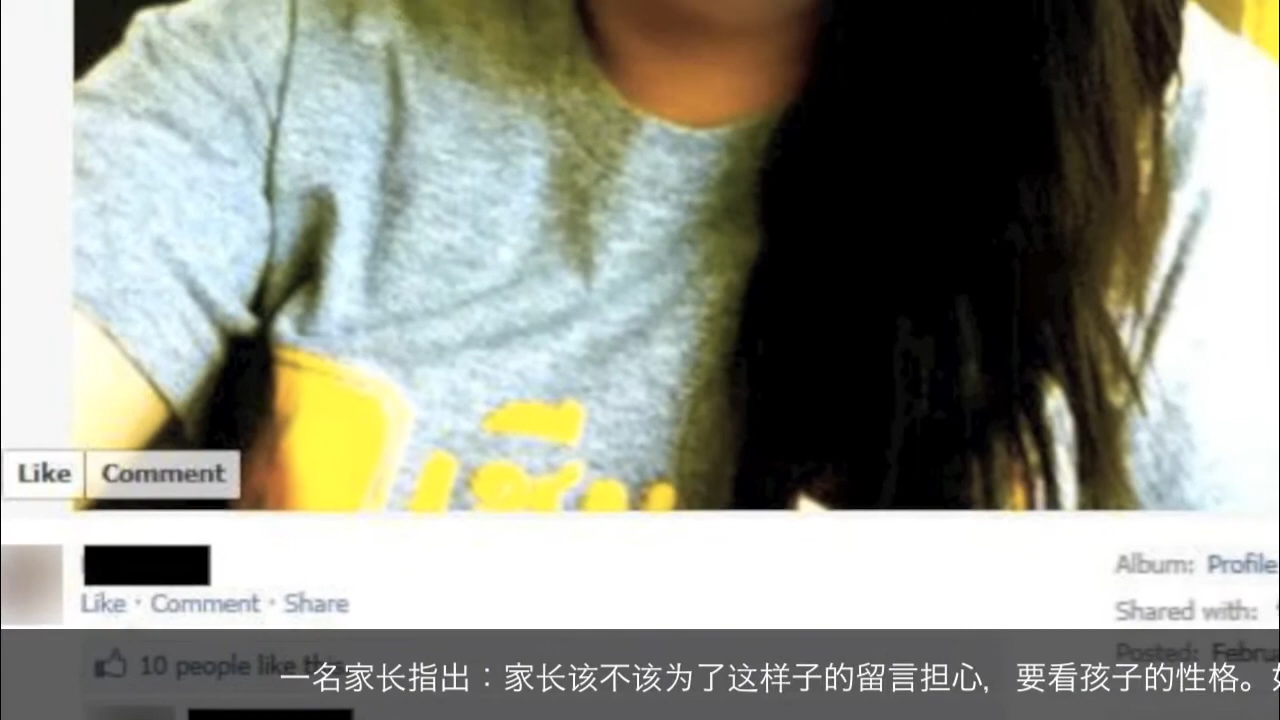 Like Comment
Album: Profile
Like · Comment · Share
Shared with:
10 people like this
Posted: Febru
一名家长指出：家长该不该为了这样子的留言担心，要看孩子的性格。